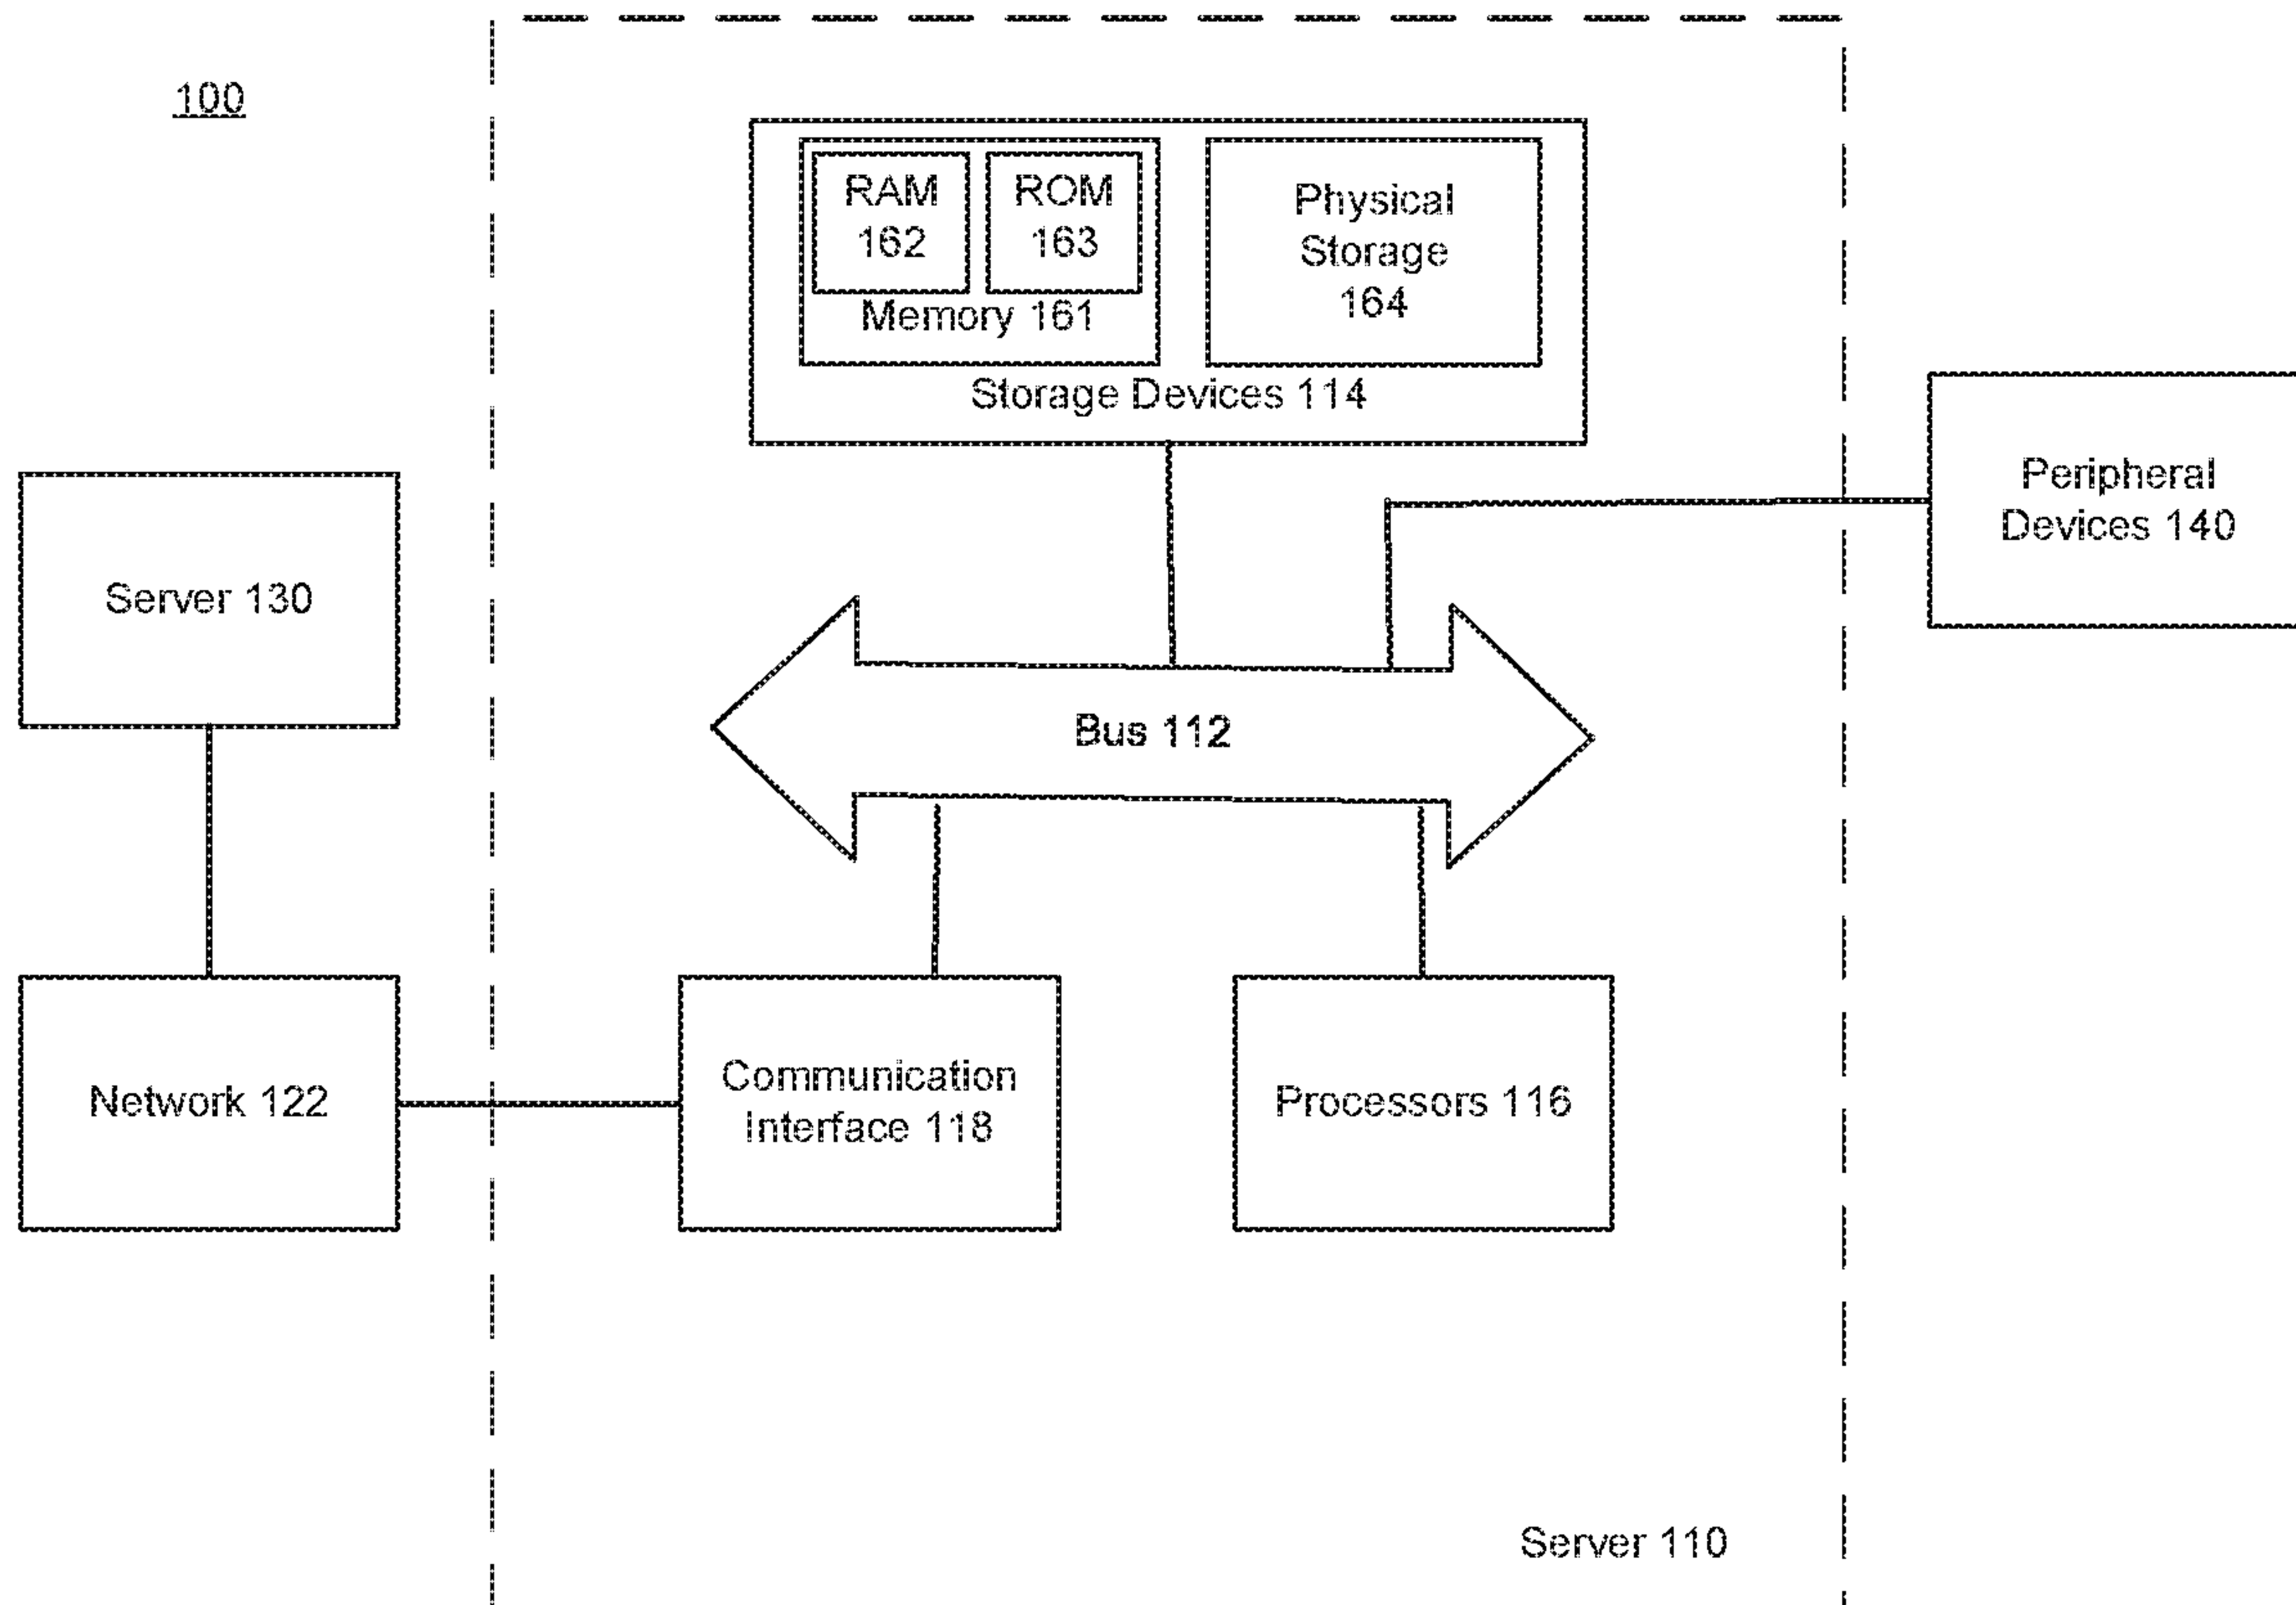 100
RAM
162
ROM
163
Memory 161
Physical
Storage
164
Storage Devices 114
Peripheral
Devices 140
Server 130
Bus 112
Network 122
Communication
Interface 118
Processors 116
Server 110